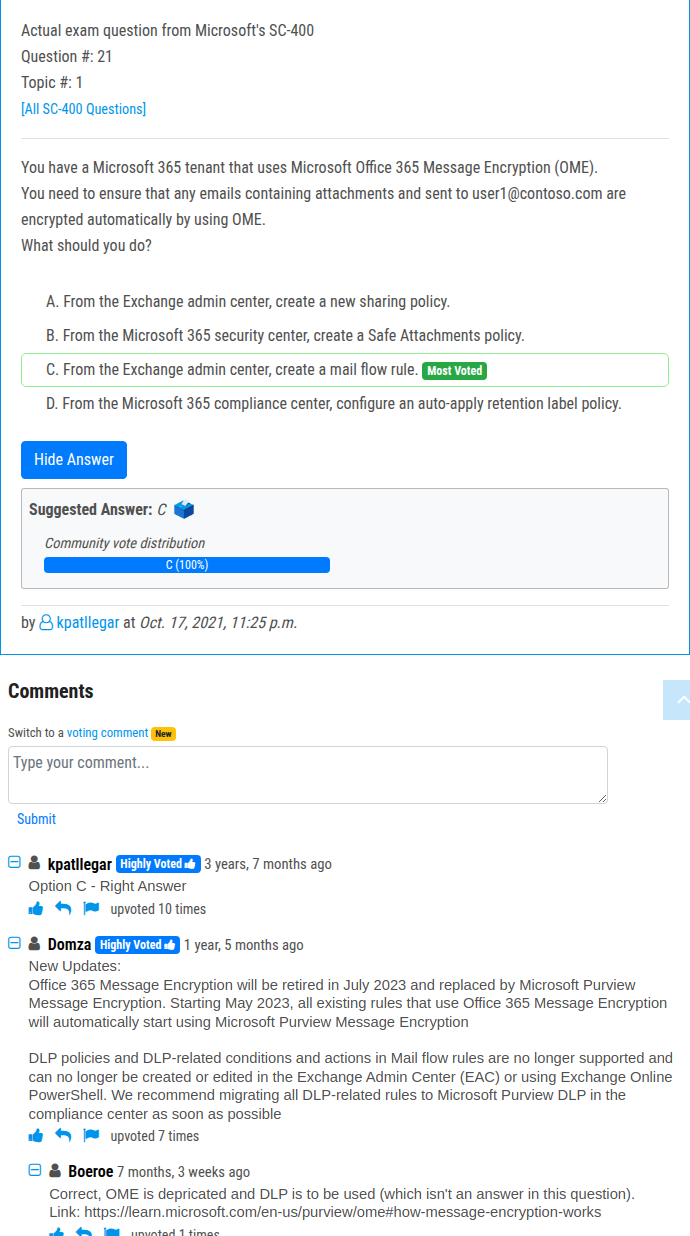 Actual exam question from Microsoft's SC-400
Question #: 21
Topic #: 1
[All SC-400 Questions]
You have a Microsoft 365 tenant that uses Microsoft Office 365 Message Encryption (OME).
You need to ensure that any emails containing attachments and sent to user1@contoso.com are
encrypted automatically by using OME.
What should you do?
A. From the Exchange admin center, create a new sharing policy.
B. From the Microsoft 365 security center, create a Safe Attachments policy.
C. From the Exchange admin center, create a mail flow rule. Most Voted
D. From the Microsoft 365 compliance center, configure an auto-apply retention label policy.
Hide Answer
Suggested Answer: C
Community vote distribution
C (100%)
by kpatllegar at Oct. 17, 2021, 11:25 p.m.
Comments
Switch to a voting comment New
Type your comment...
Submit
kpatllegar Highly Voted 3 years, 7 months ago
Option C - Right Answer
upvoted 10 times
Domza Highly Voted 1 year, 5 months ago
New Updates:
Office 365 Message Encryption will be retired in July 2023 and replaced by Microsoft Purview
Message Encryption. Starting May 2023, all existing rules that use Office 365 Message Encryption
will automatically start using Microsoft Purview Message Encryption
DLP policies and DLP-related conditions and actions in Mail flow rules are no longer supported and
can no longer be created or edited in the Exchange Admin Center (EAC) or using Exchange Online
PowerShell. We recommend migrating all DLP-related rules to Microsoft Purview DLP in the
compliance center as soon as possible
upvoted 7 times
Boeroe 7 months, 3 weeks ago
Correct, OME is depricated and DLP is to be used (which isn't an answer in this question).
Link: https://learn.microsoft.com/en-us/purview/ome#how-message-encryption-works
upvoted 1 times